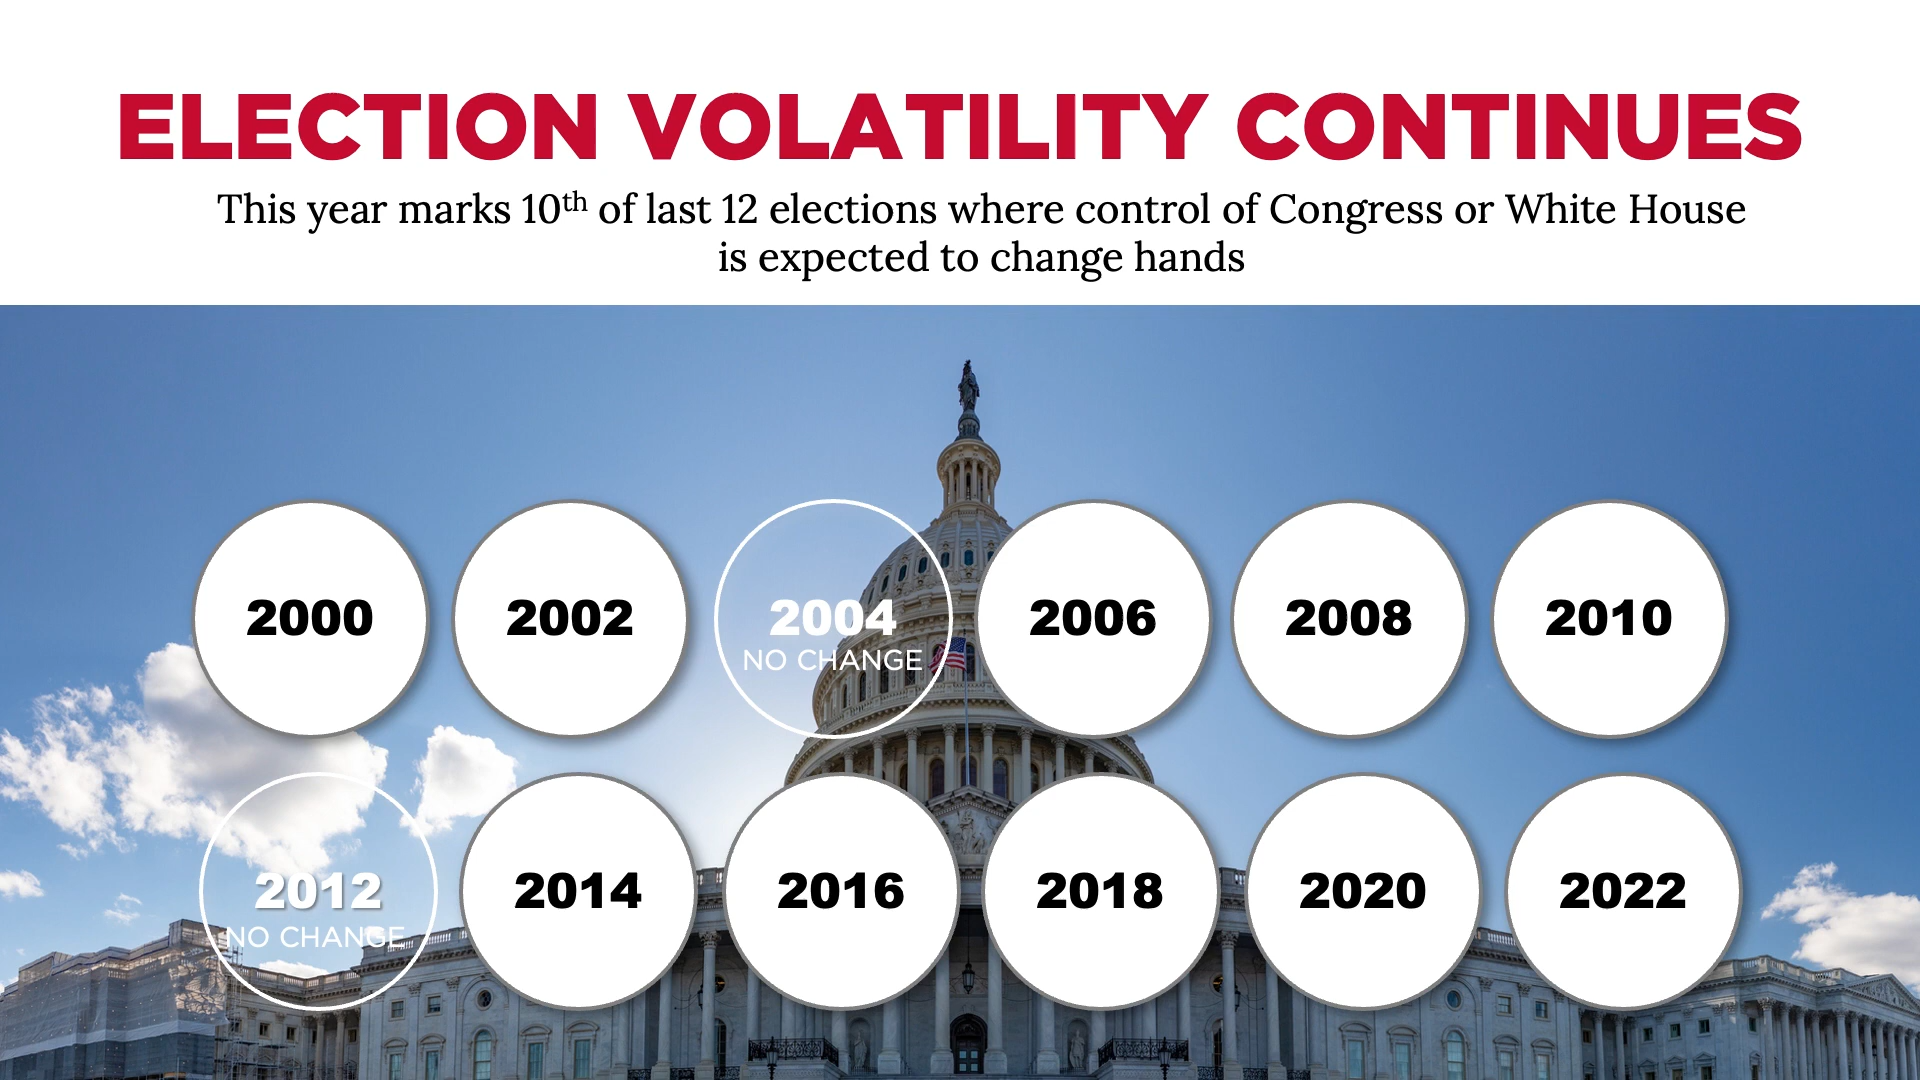 ELECTION VOLATILITY CONTINUES
This year marks 10th of last 12 elections where control of Congress or White House
is expected to change hands
2000
2002
2004
NO CHANGE
2006
2008
2010
2012
NO CHANGE
2014
2016
2018
2020
2022